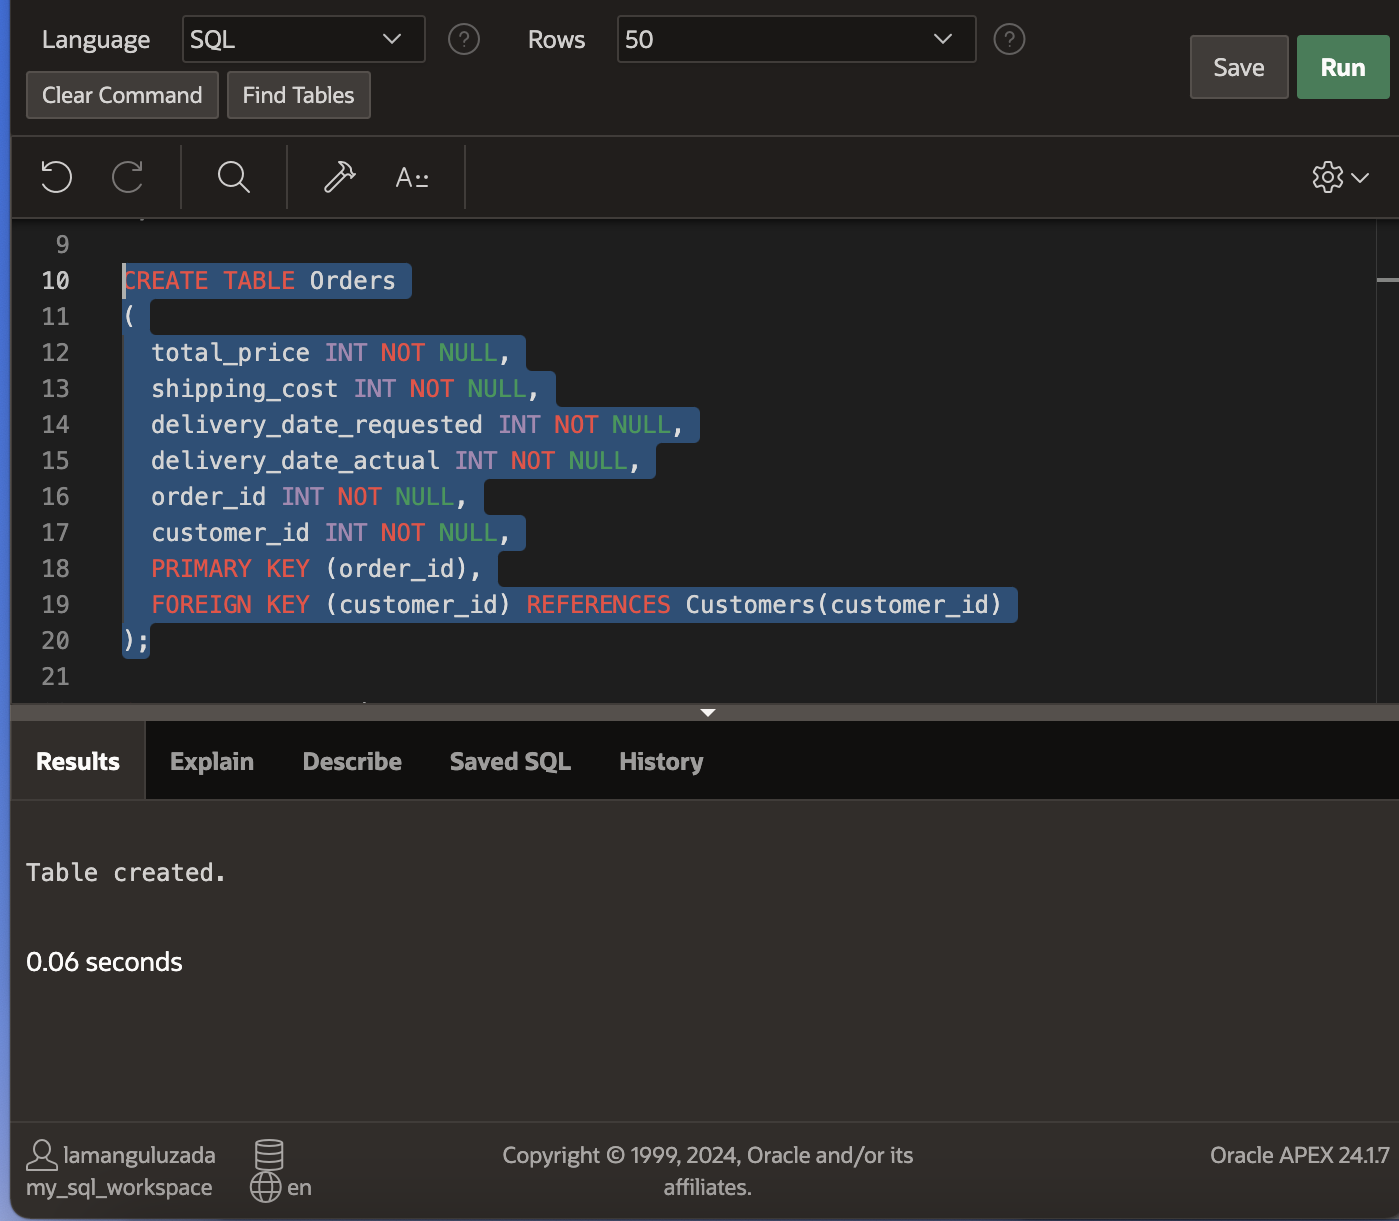 Language SQL ? Rows 50 ?
Save Run
Clear Command Find Tables
A
9
10 CREATE TABLE Orders
11 (
12 total_price INT NOT NULL,
13 shipping_cost INT NOT NULL,
14 delivery_date_requested INT NOT NULL,
15 delivery_date_actual INT NOT NULL,
16 order_id INT NOT NULL,
17 customer_id INT NOT NULL,
18 PRIMARY KEY (order_id),
19 FOREIGN KEY (customer_id) REFERENCES Customers(customer_id)
20 );
21
Results Explain Describe Saved SQL History
Table created.
0.06 seconds
lamanguluzada
my_sql_workspace en
Copyright © 1999, 2024, Oracle and/or its
affiliates.
Oracle APEX 24.1.7